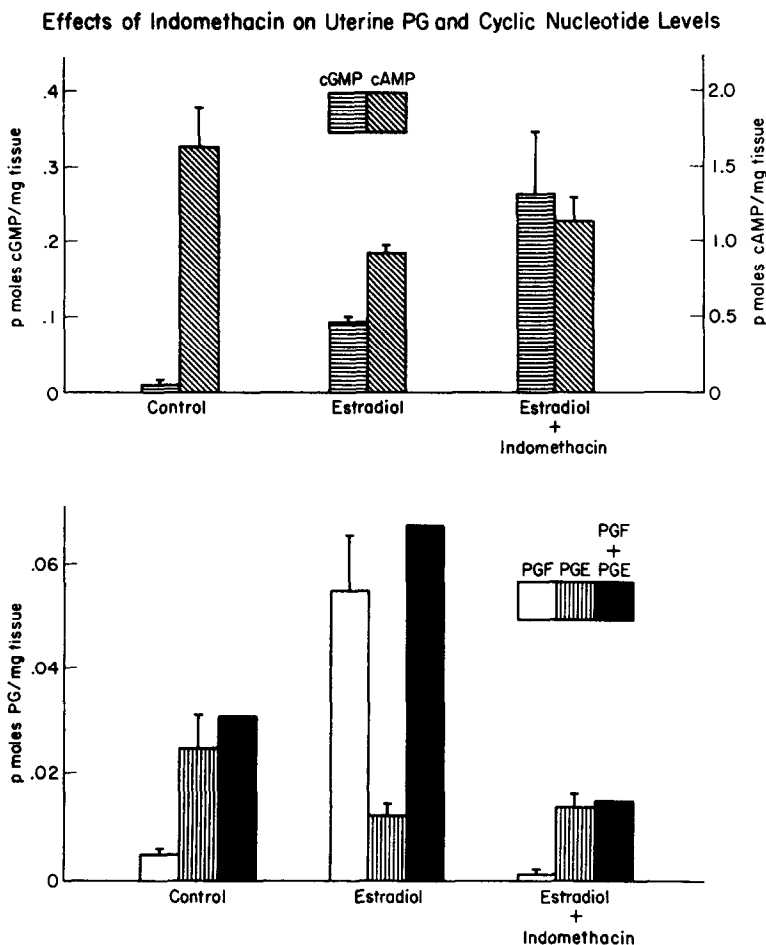 Effects of Indomethacin on Uterine PG and Cyclic Nucleotide Levels
cGMP cAMP
p moles cGMP/mg tissue
.4
.3
.2
.1
0
p moles cAMP/mg tissue
2.0
1.5
1.0
0.5
0
Control
Estradiol
Estradiol
+
Indomethacin
PGF
+
PGF PGE PGE
p moles PG/mg tissue
.06
.04
.02
0
Control
Estradiol
Estradiol
+
Indomethacin